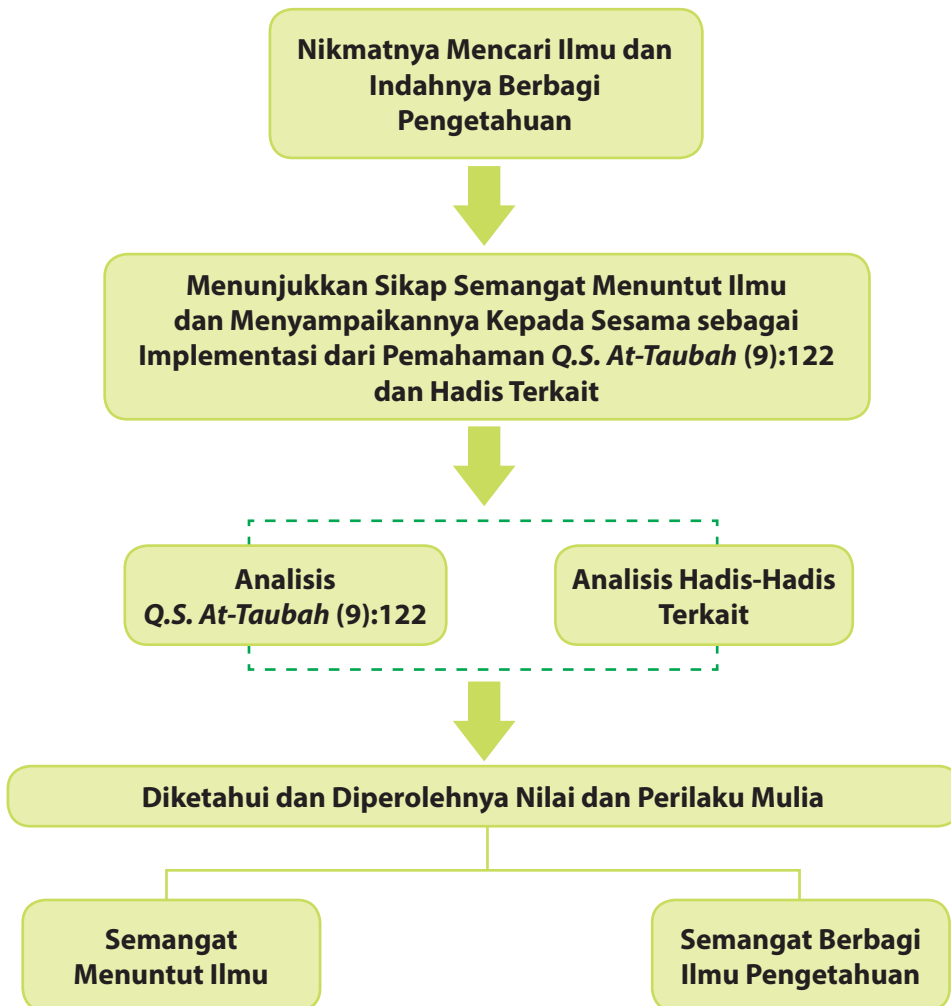 Nikmatnya Mencari Ilmu dan
Indahnya Berbagi
Pengetahuan
Menunjukkan Sikap Semangat Menuntut Ilmu
dan Menyampaikannya Kepada Sesama sebagai
Implementasi dari Pemahaman Q.S. At-Taubah (9):122
dan Hadis Terkait
Analisis
Q.S. At-Taubah (9):122
Analisis Hadis-Hadis
Terkait
Diketahui dan Diperolehnya Nilai dan Perilaku Mulia
Semangat
Menuntut Ilmu
Semangat Berbagi
Ilmu Pengetahuan